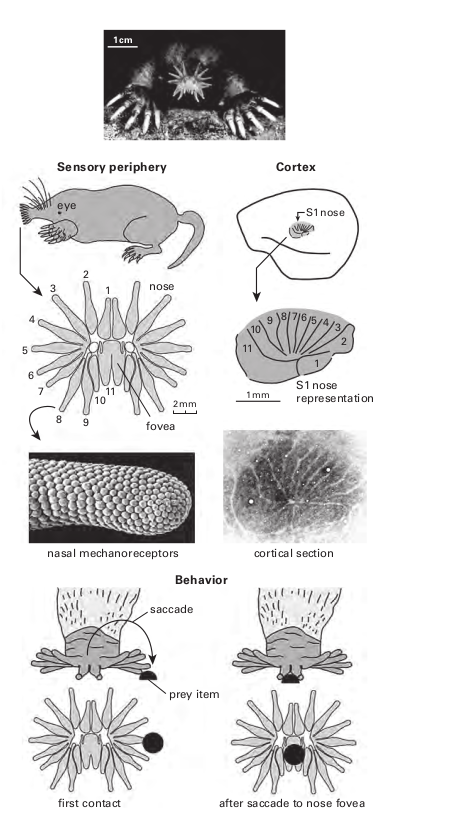 1cm
Sensory periphery
Cortex
eye
S1 nose
nose
1
2
3
4
5
6
7
8
9
10
11
fovea
2mm
11
10
9
8
7
6
5
4
3
2
1
S1 nose
representation
1mm
nasal mechanoreceptors
cortical section
Behavior
saccade
prey item
first contact
after saccade to nose fovea